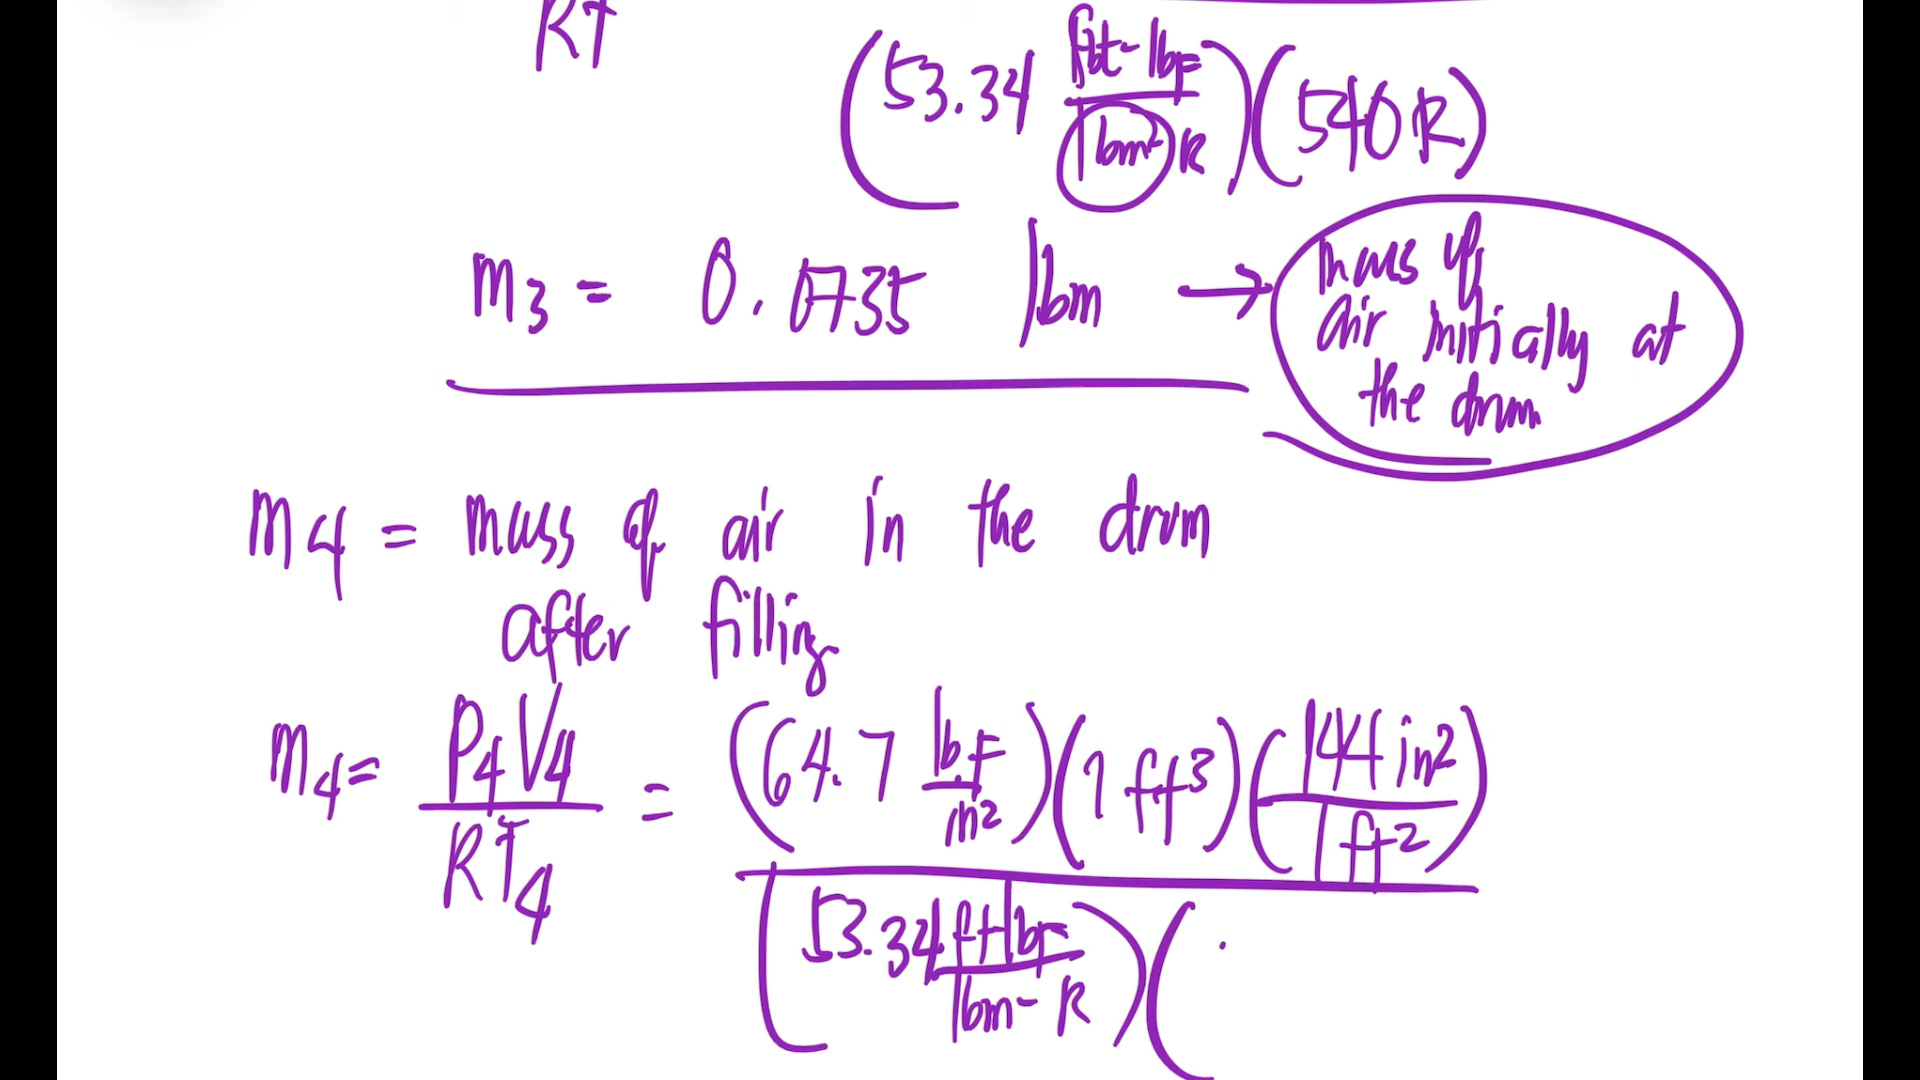 RT
(53.34 ft-lbf / lbm-R)(540 R)
m3 = 0.0735 lbm → mass of
air initially at
the drum
m4 = mass of air in the drum
after filling
m4 = P4V4 / RT4 = (64.7 lbf / in2)(1 ft3)(144 in2 / 1 ft2)
(53.34 ft lbf / lbm-R)(